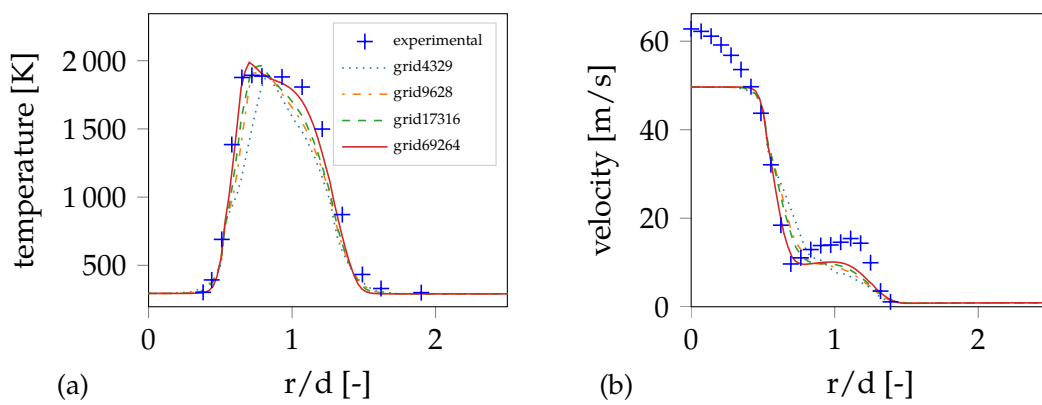 temperature [K]
2 000
1 500
1 000
500
0
1
2
r/d [-]
(a)
experimental
grid4329
grid9628
grid17316
grid69264
velocity [m/s]
60
40
20
0
0
1
2
r/d [-]
(b)